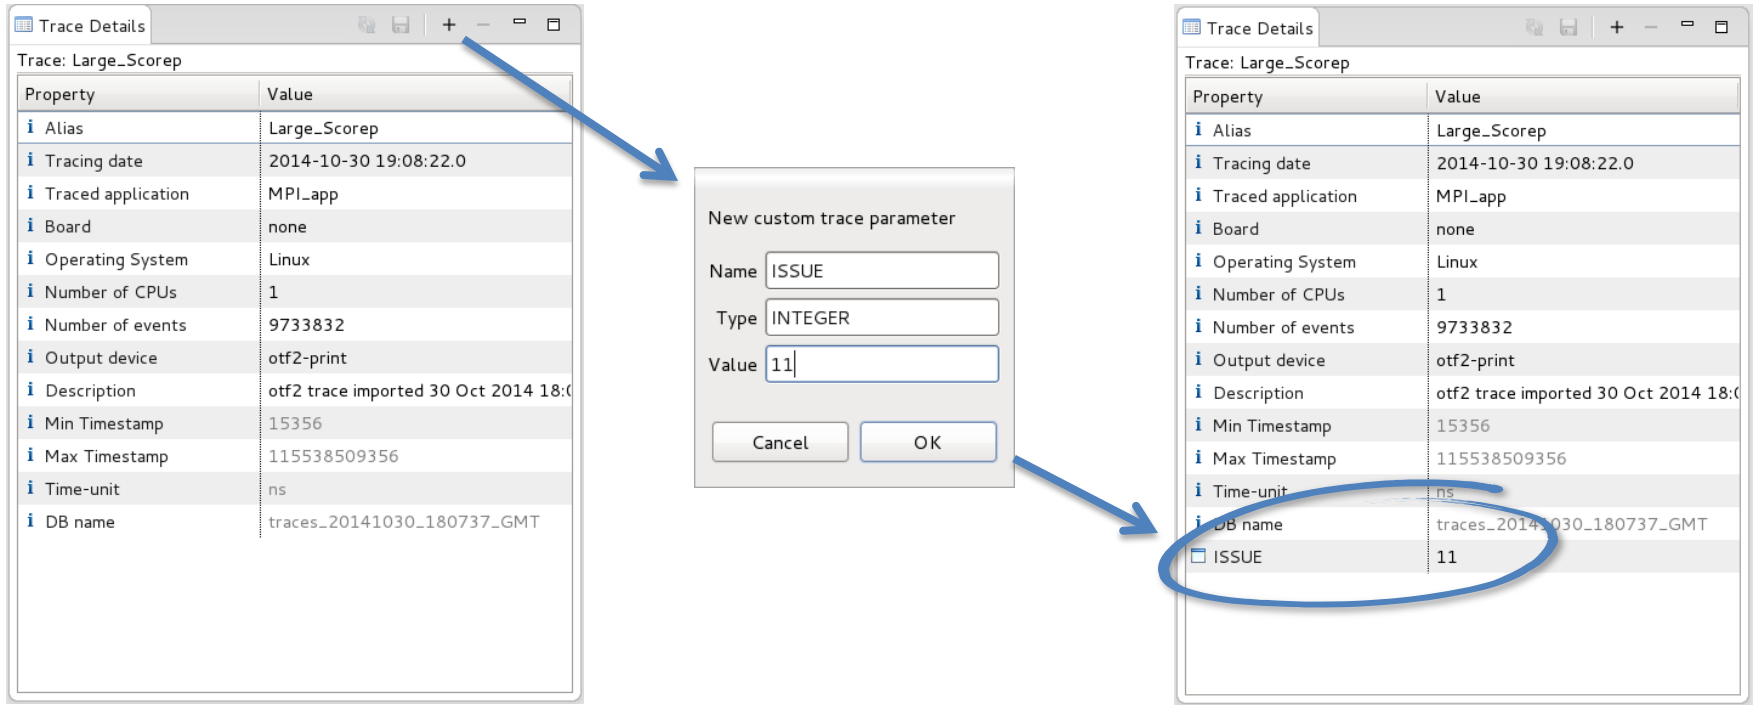 Trace Details
Trace: Large_Scorep
Property Value
Alias Large_Scorep
Tracing date 2014-10-30 19:08:22.0
Traced application MPI_app
Board none
Operating System Linux
Number of CPUs 1
Number of events 9733832
Output device otf2-print
Description otf2 trace imported 30 Oct 2014 18:0
Min Timestamp 15356
Max Timestamp 115538509356
Time-unit ns
DB name traces_20141030_180737_GMT
New custom trace parameter
Name ISSUE
Type INTEGER
Value 11
Cancel OK
Trace Details
Trace: Large_Scorep
Property Value
Alias Large_Scorep
Tracing date 2014-10-30 19:08:22.0
Traced application MPI_app
Board none
Operating System Linux
Number of CPUs 1
Number of events 9733832
Output device otf2-print
Description otf2 trace imported 30 Oct 2014 18:0
Min Timestamp 15356
Max Timestamp 115538509356
Time-unit ns
DB name traces_20141030_180737_GMT
ISSUE 11